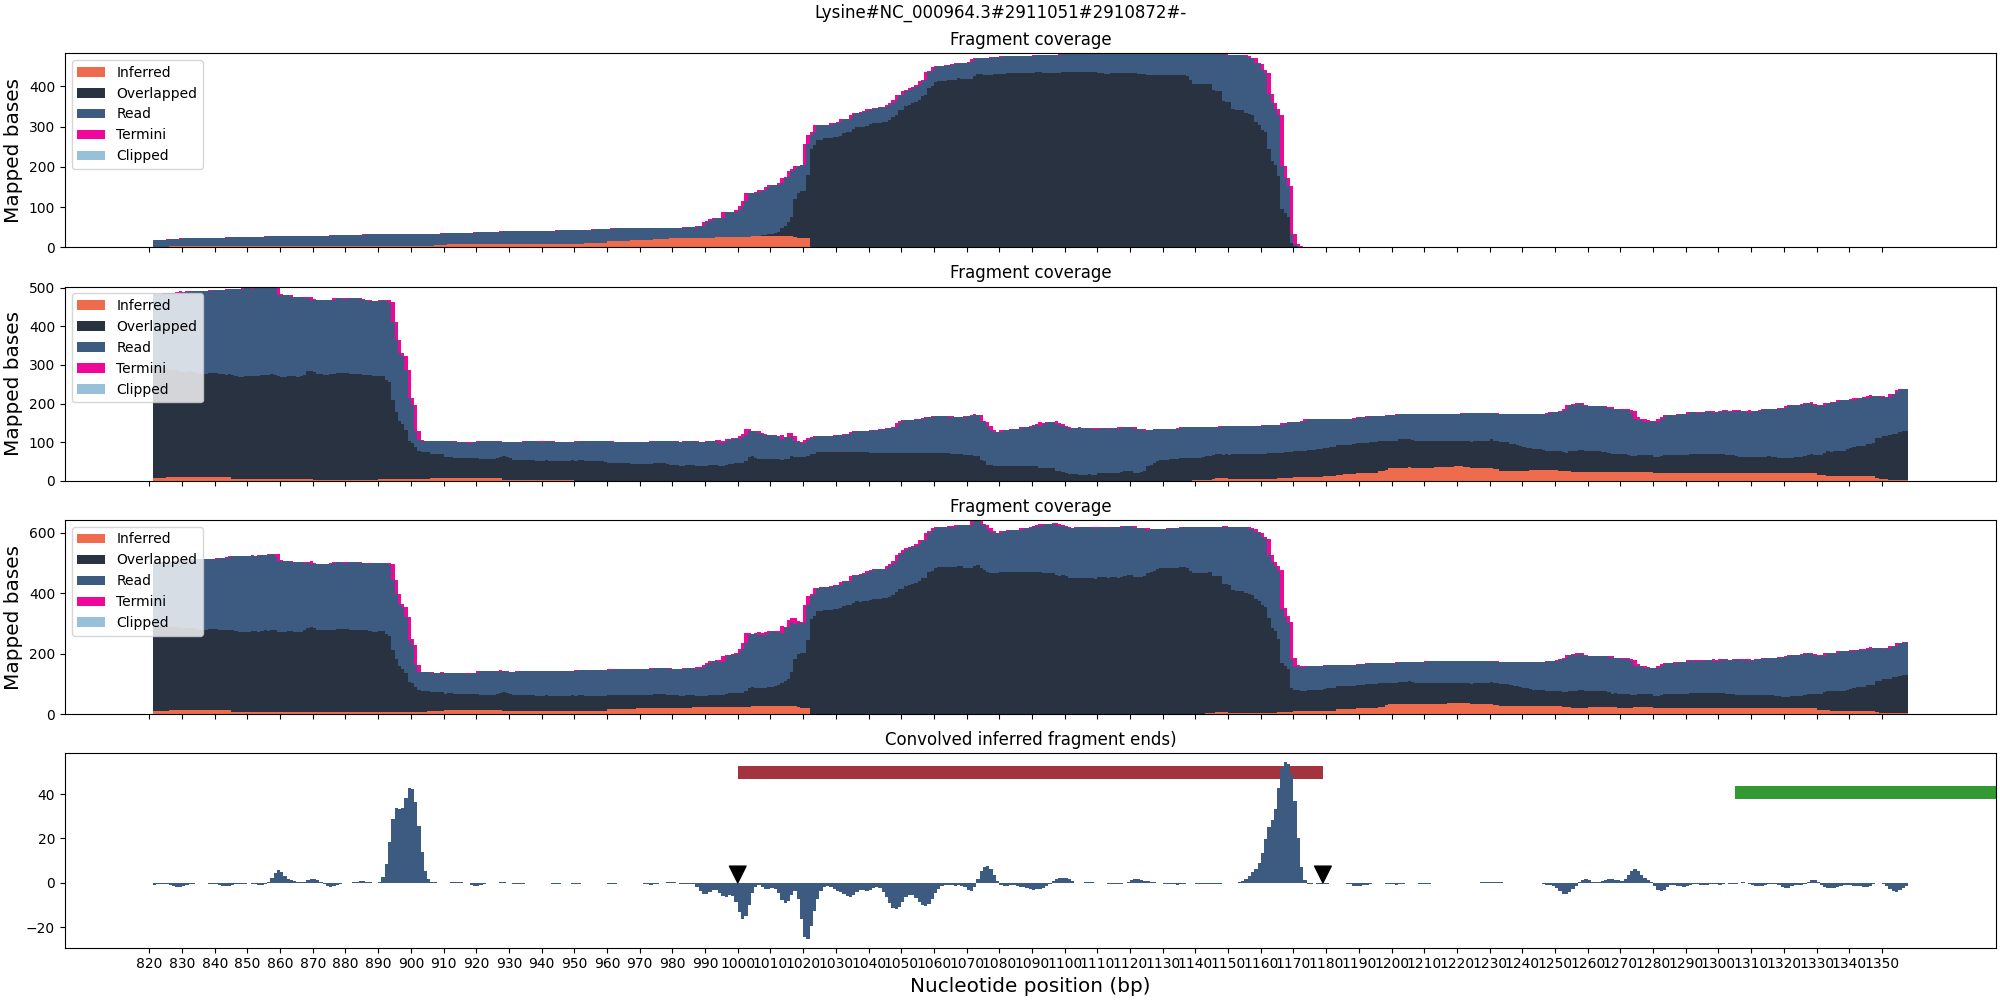 Lysine#NC_000964.3#2911051#2910872#-
Fragment coverage
Mapped bases
400
300
200
100
0
Inferred
Overlapped
Read
Termini
Clipped
Fragment coverage
Mapped bases
500
400
300
200
100
0
Inferred
Overlapped
Read
Termini
Clipped
Fragment coverage
Mapped bases
600
400
200
0
Inferred
Overlapped
Read
Termini
Clipped
Convolved inferred fragment ends)
40
20
0
−20
820 830 840 850 860 870 880 890 900 910 920 930 940 950 960 970 980 990 1000 1010 1020 1030 1040 1050 1060 1070 1080 1090 1100 1110 1120 1130 1140 1150 1160 1170 1180 1190 1200 1210 1220 1230 1240 1250 1260 1270 1280 1290 1300 1310 1320 1330 1340 1350
Nucleotide position (bp)